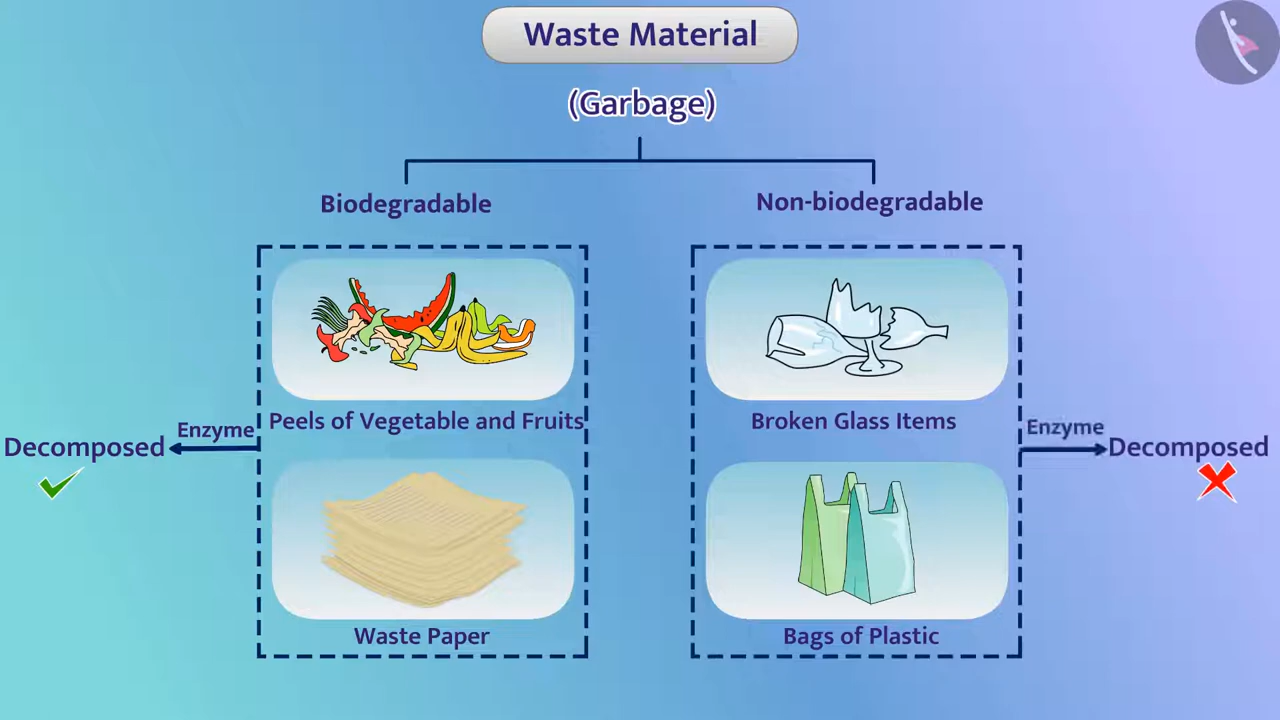 Waste Material
(Garbage)
Biodegradable
Non-biodegradable
Peels of Vegetable and Fruits
Broken Glass Items
Enzyme
Decomposed
Enzyme
Decomposed
Waste Paper
Bags of Plastic